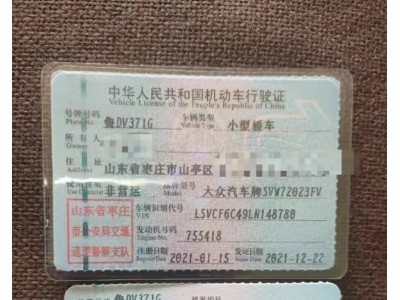 中华人民共和国机动车行驶证
Vehicle License of the People's Republic of China
号牌号码 鲁DV371G 车辆类型 小型轿车
Plate No. Vehicle Type
所有人
Owner
住址 山东省枣庄市山亭区
使用性质 非营运 品牌型号 大众汽车牌SVW72023FV
Use Character Model
山东省枣庄 车辆识别代号 LSVCF6C49LN148780
VIN
市公安局交通 发动机号码 755418
Engine No.
巡逻警察支队 注册日期 2021-01-15 2021-12-22
Register Date Issue Date
鲁DV371G